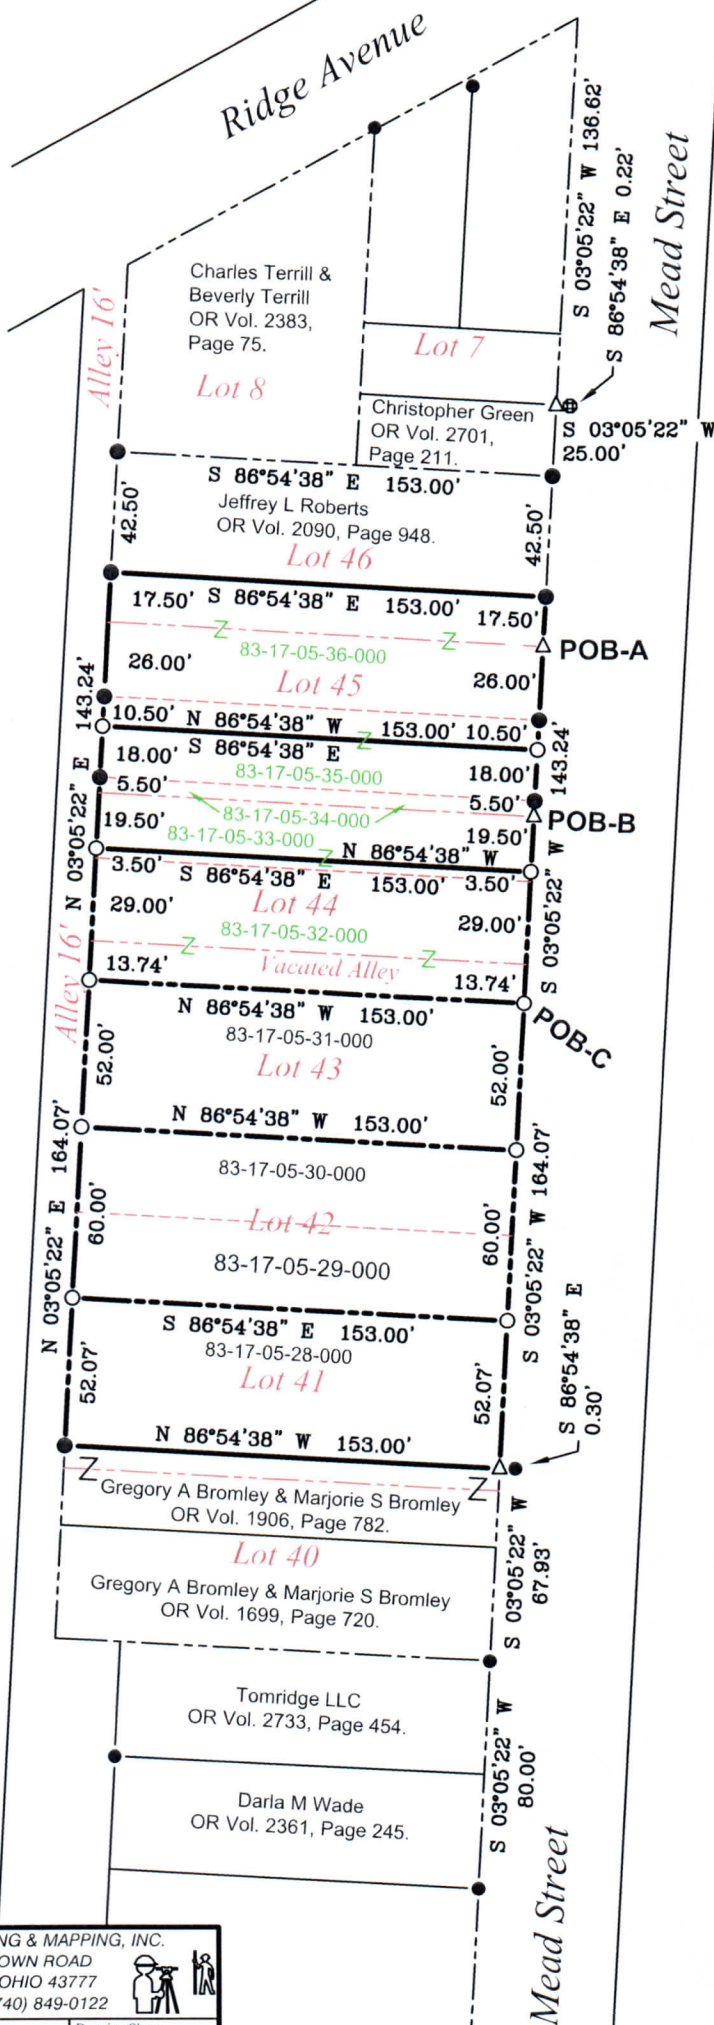 Ridge Avenue
S 03°05'22" W 136.62'
S 86°54'38" E 0.22'
Mead Street
Charles Terrill &
Beverly Terrill
OR Vol. 2383,
Page 75.
Alley 16'
Lot 7
Lot 8
Christopher Green
OR Vol. 2701,
Page 211.
S 03°05'22" W
25.00'
S 86°54'38" E 153.00'
Jeffrey L Roberts
OR Vol. 2090, Page 948.
42.50'
42.50'
Lot 46
17.50' S 86°54'38" E 153.00' 17.50'
Z Z
POB-A
83-17-05-36-000
26.00'
Lot 45
26.00'
143.24'
10.50' N 86°54'38" W 153.00' 10.50'
Z
18.00' S 86°54'38" E
18.00'
143.24'
83-17-05-35-000
5.50'
5.50'
83-17-05-34-000
POB-B
19.50'
19.50'
83-17-05-33-000
N 86°54'38" W
Z
N 03°05'22" E
3.50' S 86°54'38" E 153.00' 3.50'
Lot 44
29.00'
29.00'
83-17-05-32-000
S 03°05'22" W
Z Z
Vacated Alley
13.74'
13.74'
Alley 16'
N 86°54'38" W 153.00'
POB-C
83-17-05-31-000
Lot 43
52.00'
52.00'
N 86°54'38" W 153.00'
164.07'
164.07'
83-17-05-30-000
Lot 42
60.00'
60.00'
83-17-05-29-000
N 03°05'22" E
S 03°05'22" W
S 86°54'38" E 153.00'
83-17-05-28-000
Lot 41
52.07'
52.07'
S 86°54'38" E
0.30'
N 86°54'38" W 153.00'
Z Z
Gregory A Bromley & Marjorie S Bromley
OR Vol. 1906, Page 782.
Lot 40
S 03°05'22" W
67.93'
Gregory A Bromley & Marjorie S Bromley
OR Vol. 1699, Page 720.
Tomridge LLC
OR Vol. 2733, Page 454.
S 03°05'22" W
80.00'
Darla M Wade
OR Vol. 2361, Page 245.
Mead Street
NG & MAPPING, INC.
OWN ROAD
OHIO 43777
740) 849-0122